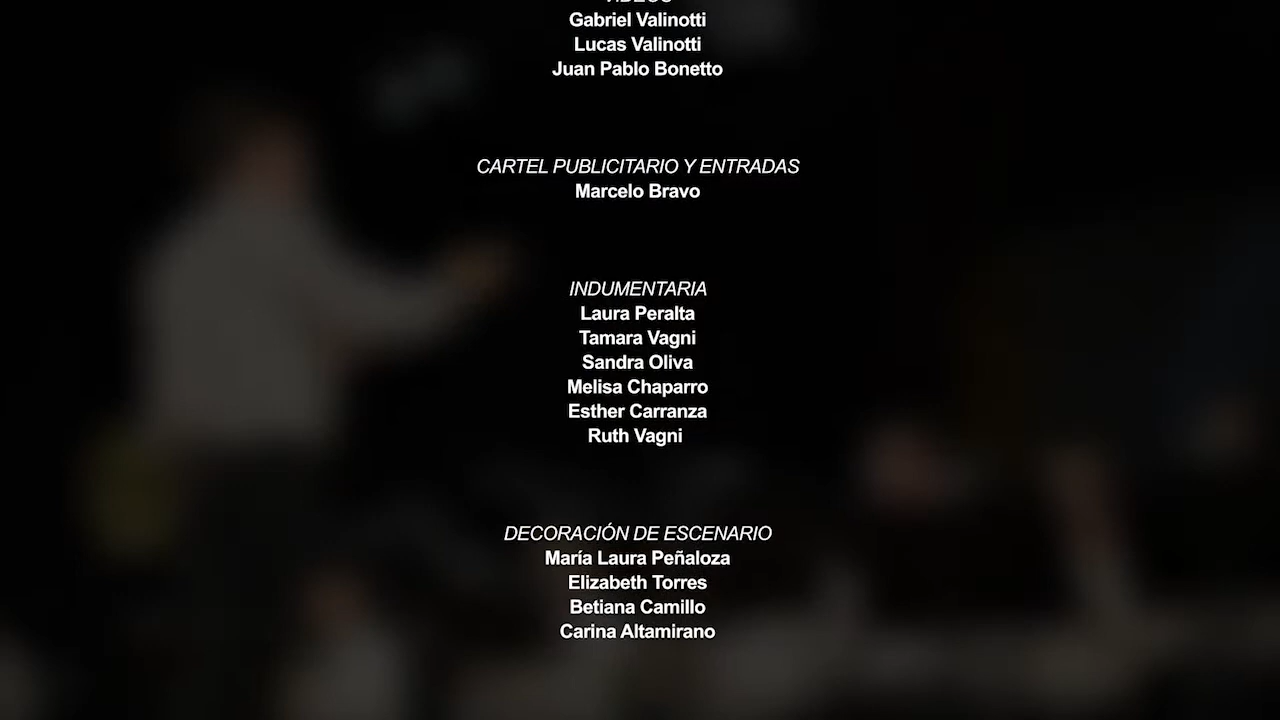 VIDEOS
Gabriel Valinotti
Lucas Valinotti
Juan Pablo Bonetto
CARTEL PUBLICITARIO Y ENTRADAS
Marcelo Bravo
INDUMENTARIA
Laura Peralta
Tamara Vagni
Sandra Oliva
Melisa Chaparro
Esther Carranza
Ruth Vagni
DECORACIÓN DE ESCENARIO
María Laura Peñaloza
Elizabeth Torres
Betiana Camillo
Carina Altamirano